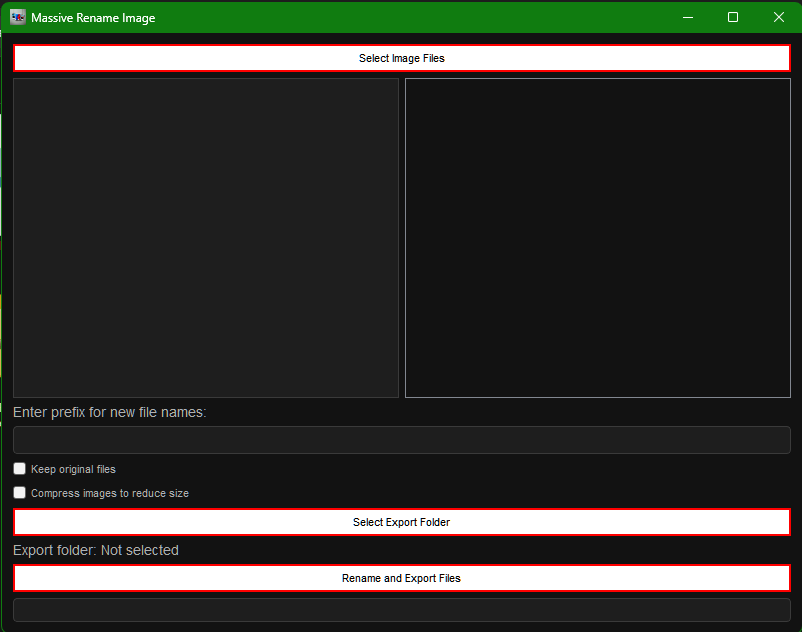 Massive Rename Image
Select Image Files
Enter prefix for new file names:
Keep original files
Compress images to reduce size
Select Export Folder
Export folder: Not selected
Rename and Export Files